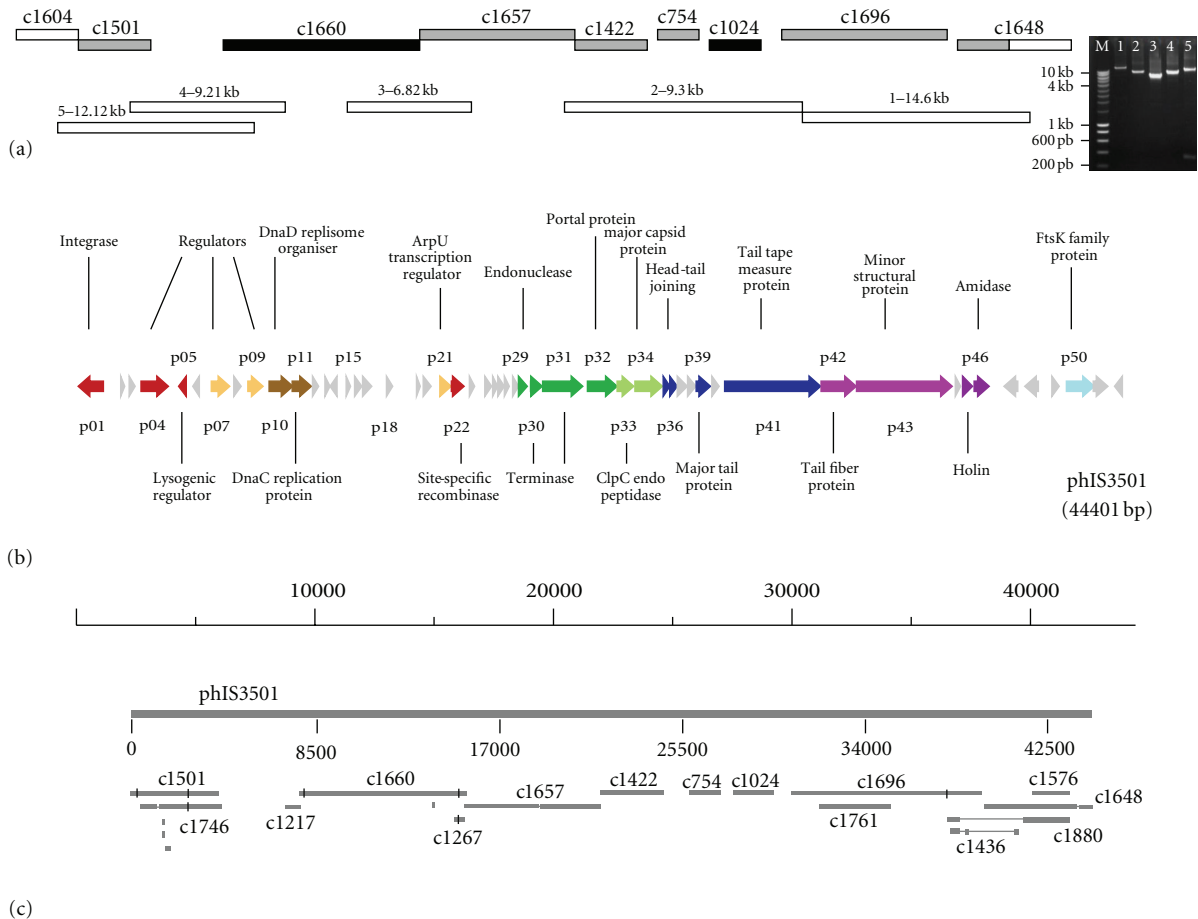 c1604
c1501
c1660
c1657
c1422
c754
c1024
c1696
c1648
5–12.12 kb
4–9.21 kb
3–6.82 kb
2–9.3 kb
1–14.6 kb
M 1 2 3 4 5
10 kb
4 kb
1 kb
600 pb
200 pb
(a)
Integrase
Regulators
DnaD replisome
organiser
ArpU
transcription
regulator
Endonuclease
Portal protein
major capsid
protein
Head-tail
joining
Tail tape
measure
protein
Minor
structural
protein
Amidase
FtsK family
protein
p05 p09 p11 p15 p21 p29 p31 p32 p34 p39 p42 p46 p50
p01 p04 p07 p10 p18 p22 p30 p33 p36 p41 p43
Lysogenic
regulator
DnaC replication
protein
Site-specific
recombinase
Terminase
ClpC endo
peptidase
Major tail
protein
Tail fiber
protein
Holin
phIS3501
(44401 bp)
(b)
10000 20000 30000 40000
phIS3501
0 8500 17000 25500 34000 42500
c1501
c1746
c1217
c1660
c1267
c1657
c1422
c754
c1024
c1696
c1761
c1436
c1576
c1648
c1880
(c)